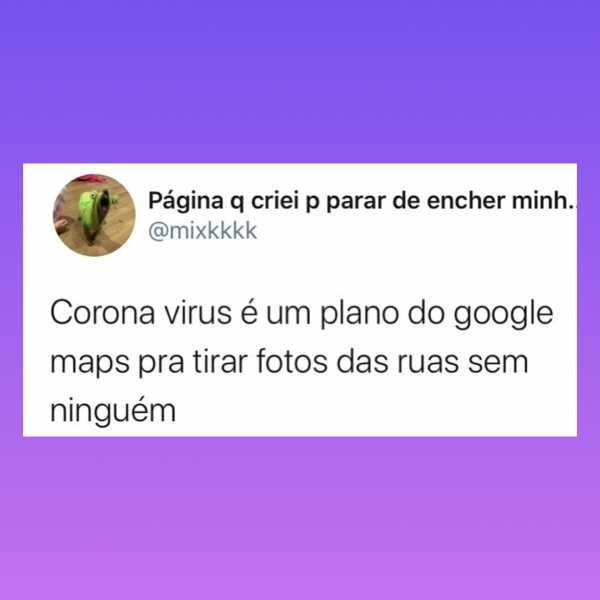 Página q criei p parar de encher minh..
@mixkkkk
Corona virus é um plano do google
maps pra tirar fotos das ruas sem
ninguém